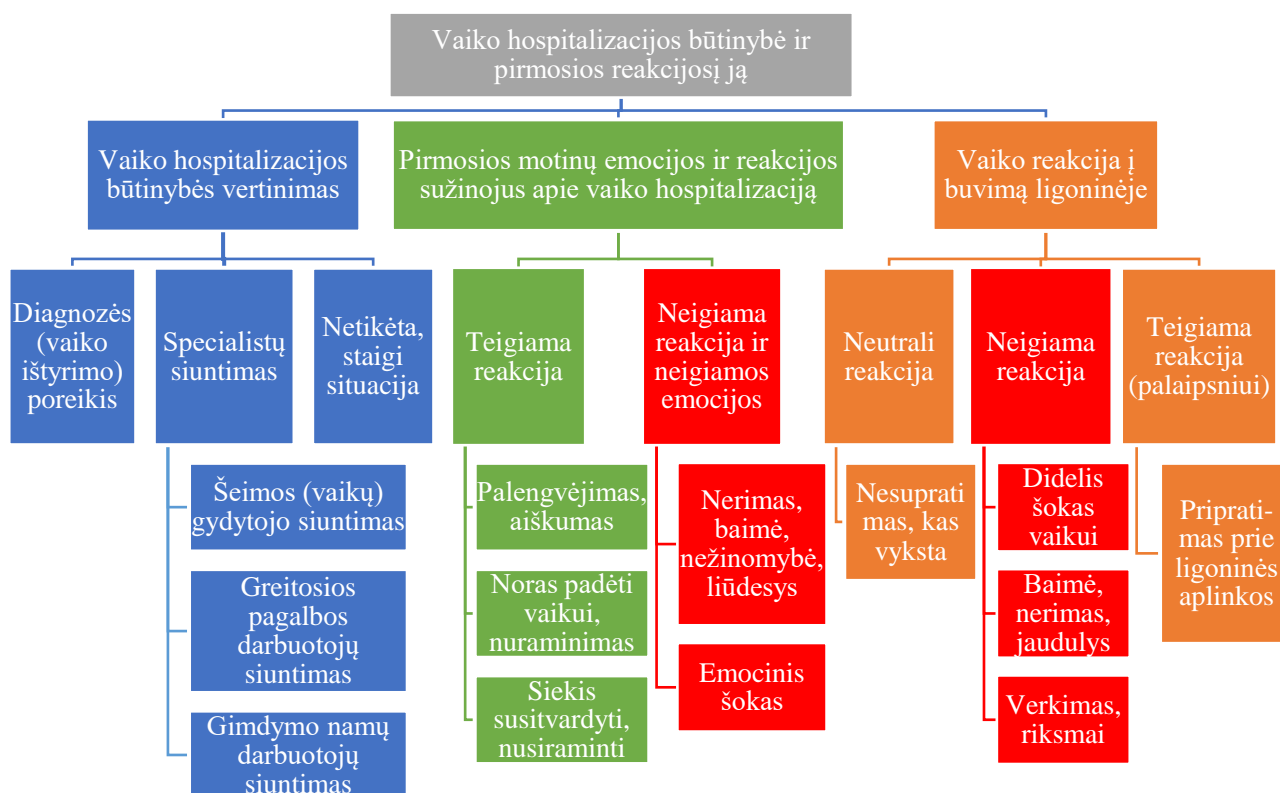 Vaiko hospitalizacijos būtinybė ir
pirmosios reakcijosį ją
Vaiko hospitalizacijos
būtinybės vertinimas
Pirmosios motinų emocijos ir reakcijos
sužinojus apie vaiko hospitalizaciją
Vaiko reakcija į
buvimą ligoninėje
Diagnozės
(vaiko
ištyrimo)
poreikis
Specialistų
siuntimas
Netikėta,
staigi
situacija
Teigiama
reakcija
Neigiama
reakcija ir
neigiamos
emocijos
Neutrali
reakcija
Neigiama
reakcija
Teigiama
reakcija
(palaipsniui)
Šeimos (vaikų)
gydytojo siuntimas
Greitosios
pagalbos
darbuotojų
siuntimas
Gimdymo namų
darbuotojų
siuntimas
Palengvėjimas,
aiškumas
Noras padėti
vaikui,
nuraminimas
Siekis
susitvardyti,
nusiraminti
Nerimas,
baimė,
nežinomybė,
liūdesys
Emocinis
šokas
Nesuprati
mas, kas
vyksta
Didelis
šokas
vaikui
Baimė,
nerimas,
jaudulys
Verkimas,
riksmai
Priprati-
mas prie
ligoninės
aplinkos